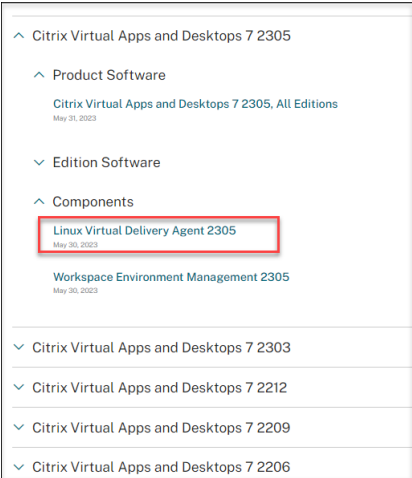 Citrix Virtual Apps and Desktops 7 2305
Product Software
Citrix Virtual Apps and Desktops 7 2305, All Editions
May 31, 2023
Edition Software
Components
Linux Virtual Delivery Agent 2305
May 30, 2023
Workspace Environment Management 2305
May 30, 2023
Citrix Virtual Apps and Desktops 7 2303
Citrix Virtual Apps and Desktops 7 2212
Citrix Virtual Apps and Desktops 7 2209
Citrix Virtual Apps and Desktops 7 2206